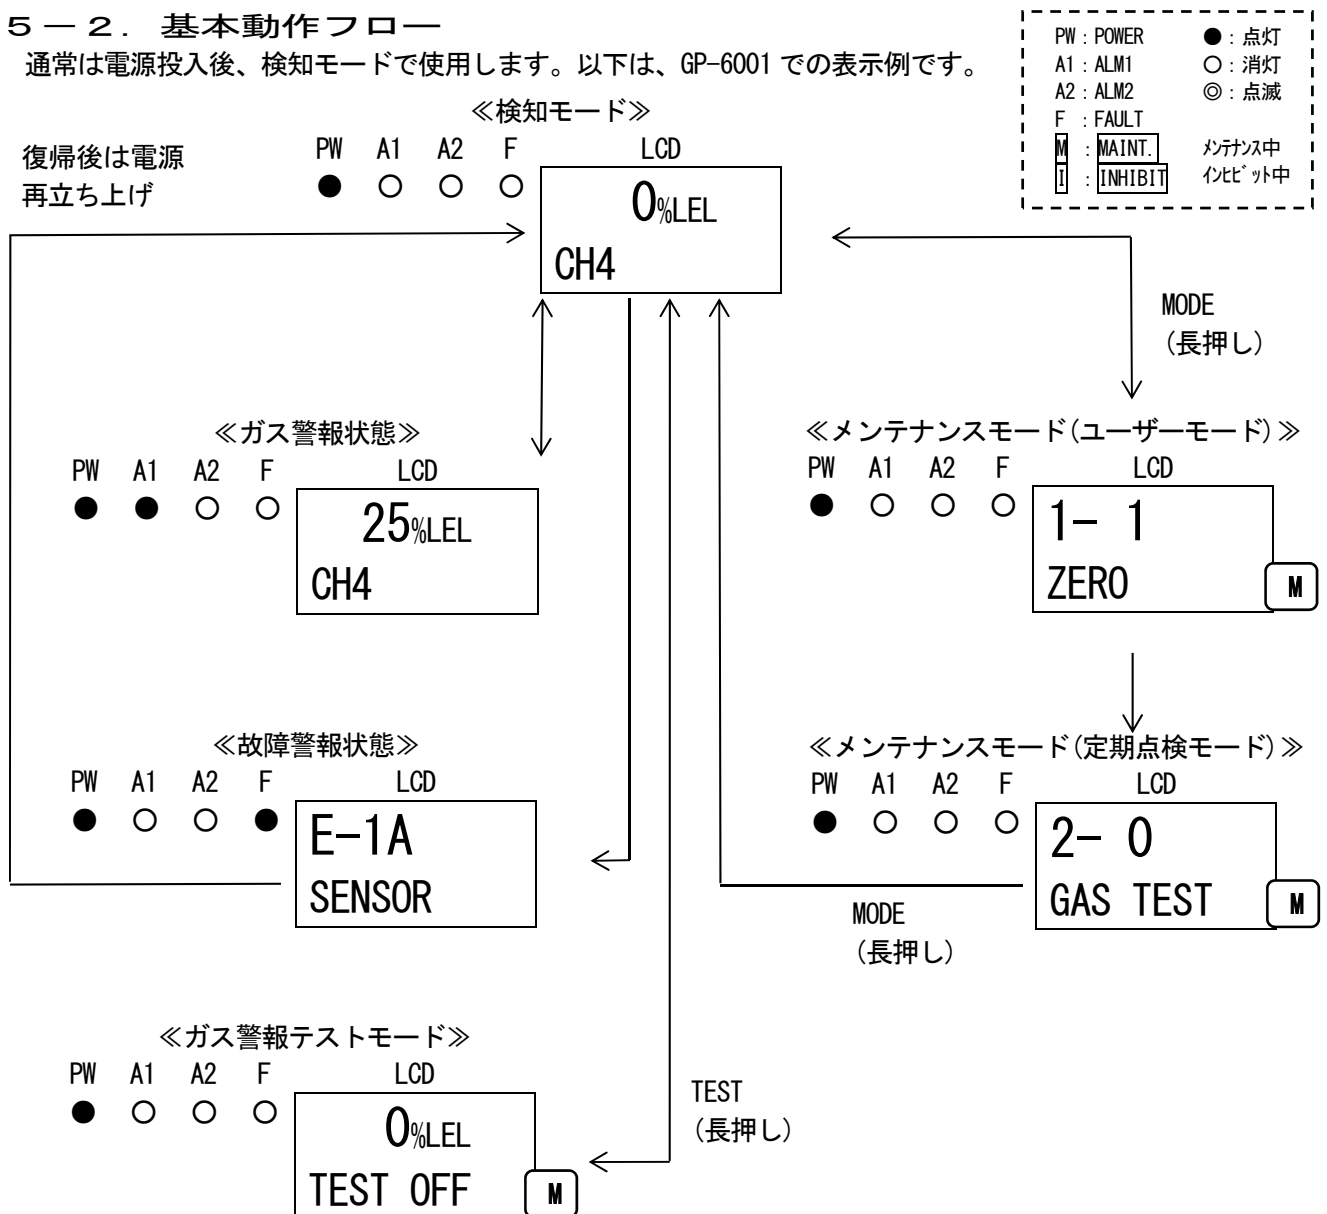 5-2. 基本動作フロー
通常は電源投入後、検知モードで使用します。以下は、GP-6001での表示例です。
PW:POWER ●:点灯
A1:ALM1 ○:消灯
A2:ALM2 ◎:点滅
F :FAULT
M :MAINT. メンテナンス中
I :INHIBIT インヒビット中
≪検知モード≫
復帰後は電源
再立ち上げ
PW A1 A2 F LCD
● ○ ○ ○
0%LEL
CH4
MODE
(長押し)
≪ガス警報状態≫
PW A1 A2 F LCD
● ● ○ ○
25%LEL
CH4
≪メンテナンスモード(ユーザーモード)≫
PW A1 A2 F LCD
● ○ ○ ○
1- 1
ZERO
M
≪故障警報状態≫
PW A1 A2 F LCD
● ○ ○ ●
E-1A
SENSOR
≪メンテナンスモード(定期点検モード)≫
PW A1 A2 F LCD
● ○ ○ ○
2- 0
GAS TEST
M
MODE
(長押し)
≪ガス警報テストモード≫
PW A1 A2 F LCD
● ○ ○ ○
0%LEL
TEST OFF
M
TEST
(長押し)